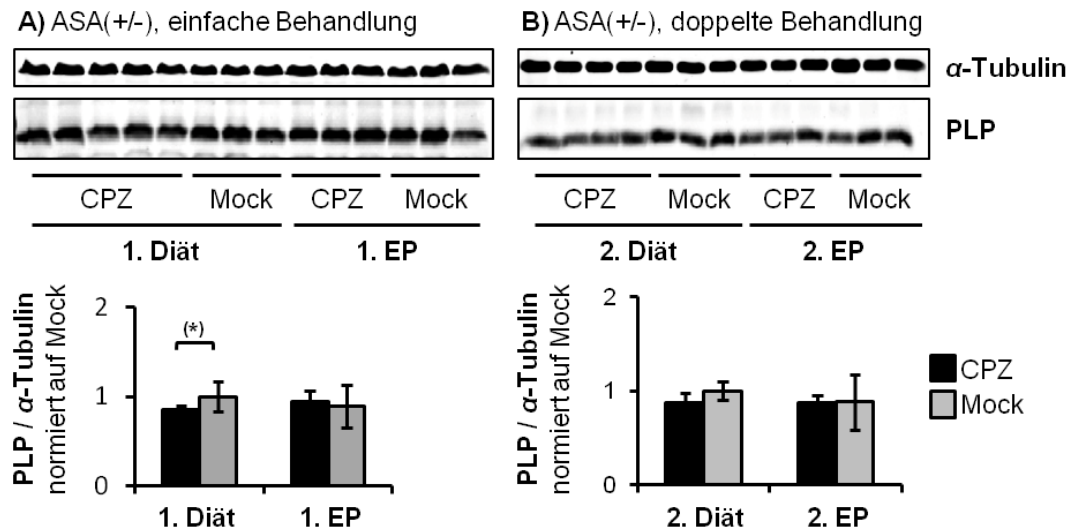 A) ASA(+/-), einfache Behandlung
B) ASA(+/-), doppelte Behandlung
α-Tubulin
PLP
CPZ Mock CPZ Mock
1. Diät 1. EP
CPZ Mock CPZ Mock
2. Diät 2. EP
PLP / α-Tubulin
normiert auf Mock
2
1
0
(*)
1. Diät 1. EP
PLP / α-Tubulin
normiert auf Mock
2
1
0
2. Diät 2. EP
CPZ
Mock